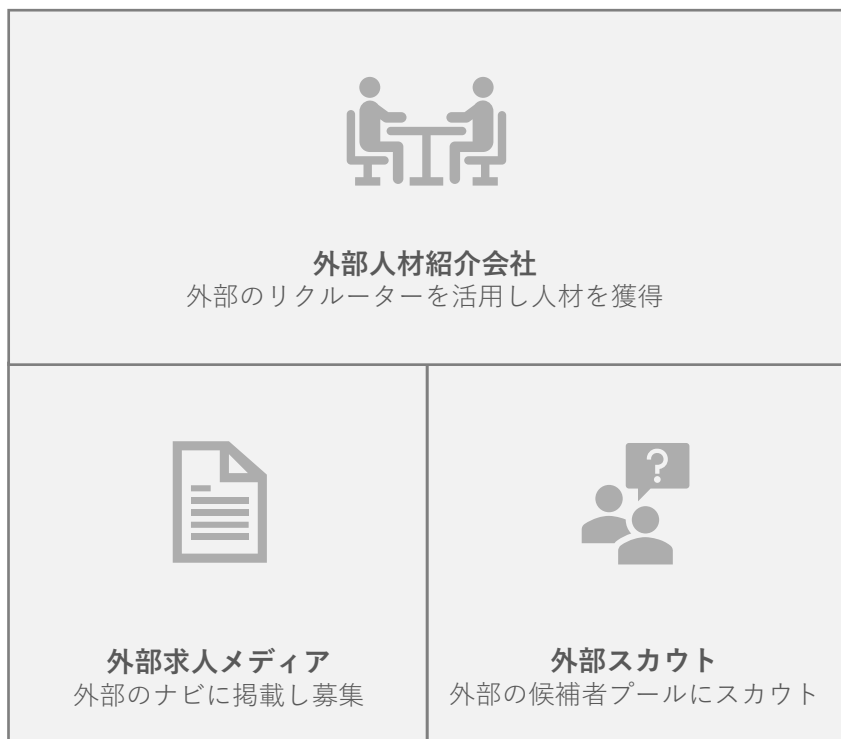 外部人材紹介会社
外部のリクルーターを活用し人材を獲得
?
外部求人メディア
外部のナビに掲載し募集
外部スカウト
外部の候補者プールにスカウト